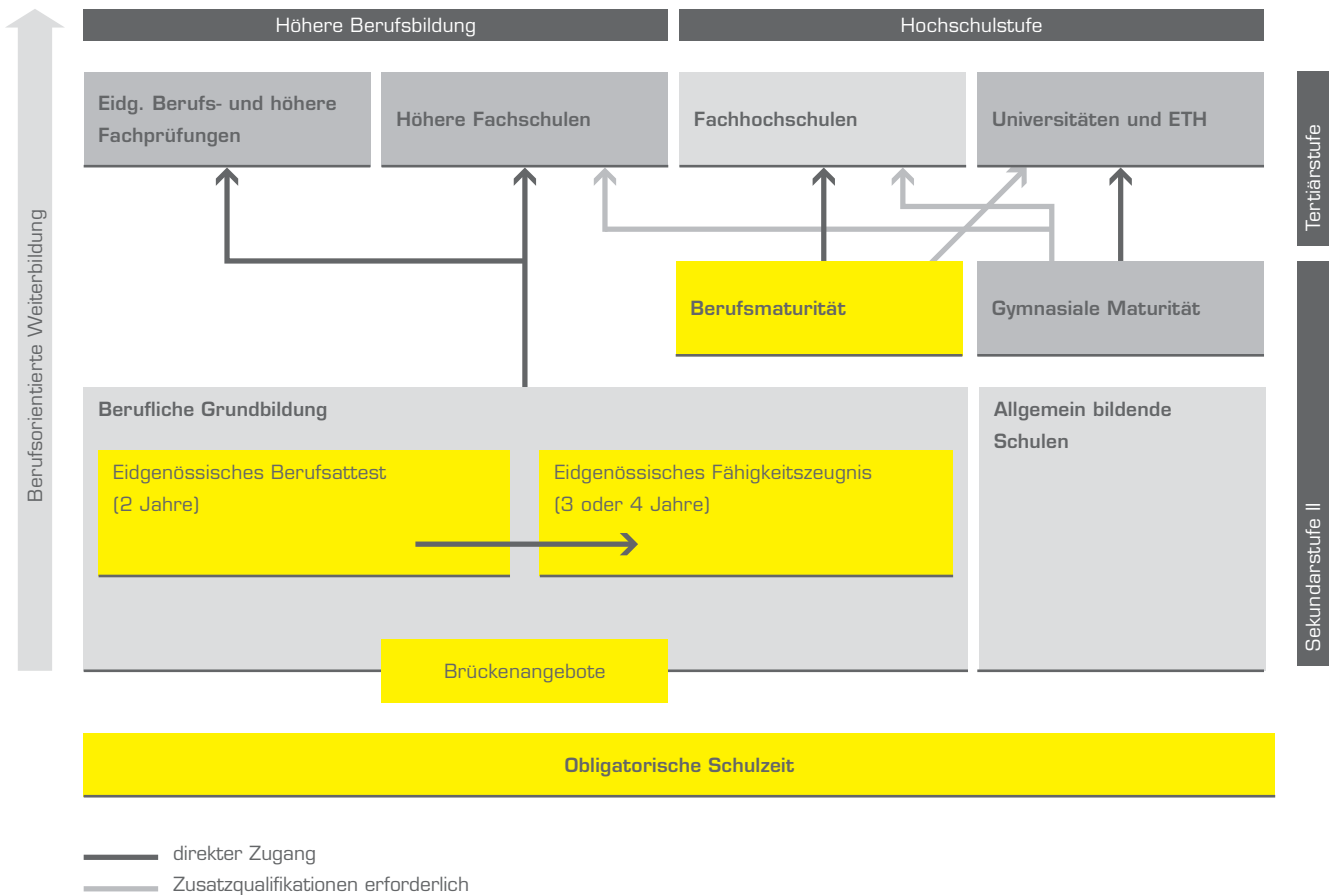 Höhere Berufsbildung
Hochschulstufe
Eidg. Berufs- und höhere
Fachprüfungen
Höhere Fachschulen
Fachhochschulen
Universitäten und ETH
Tertiärstufe
Berufsorientierte Weiterbildung
Berufsmaturität
Gymnasiale Maturität
Berufliche Grundbildung
Allgemein bildende
Schulen
Eidgenössisches Berufsattest
(2 Jahre)
Eidgenössisches Fähigkeitszeugnis
(3 oder 4 Jahre)
Sekundarstufe II
Brückenangebote
Obligatorische Schulzeit
direkter Zugang
Zusatzqualifikationen erforderlich